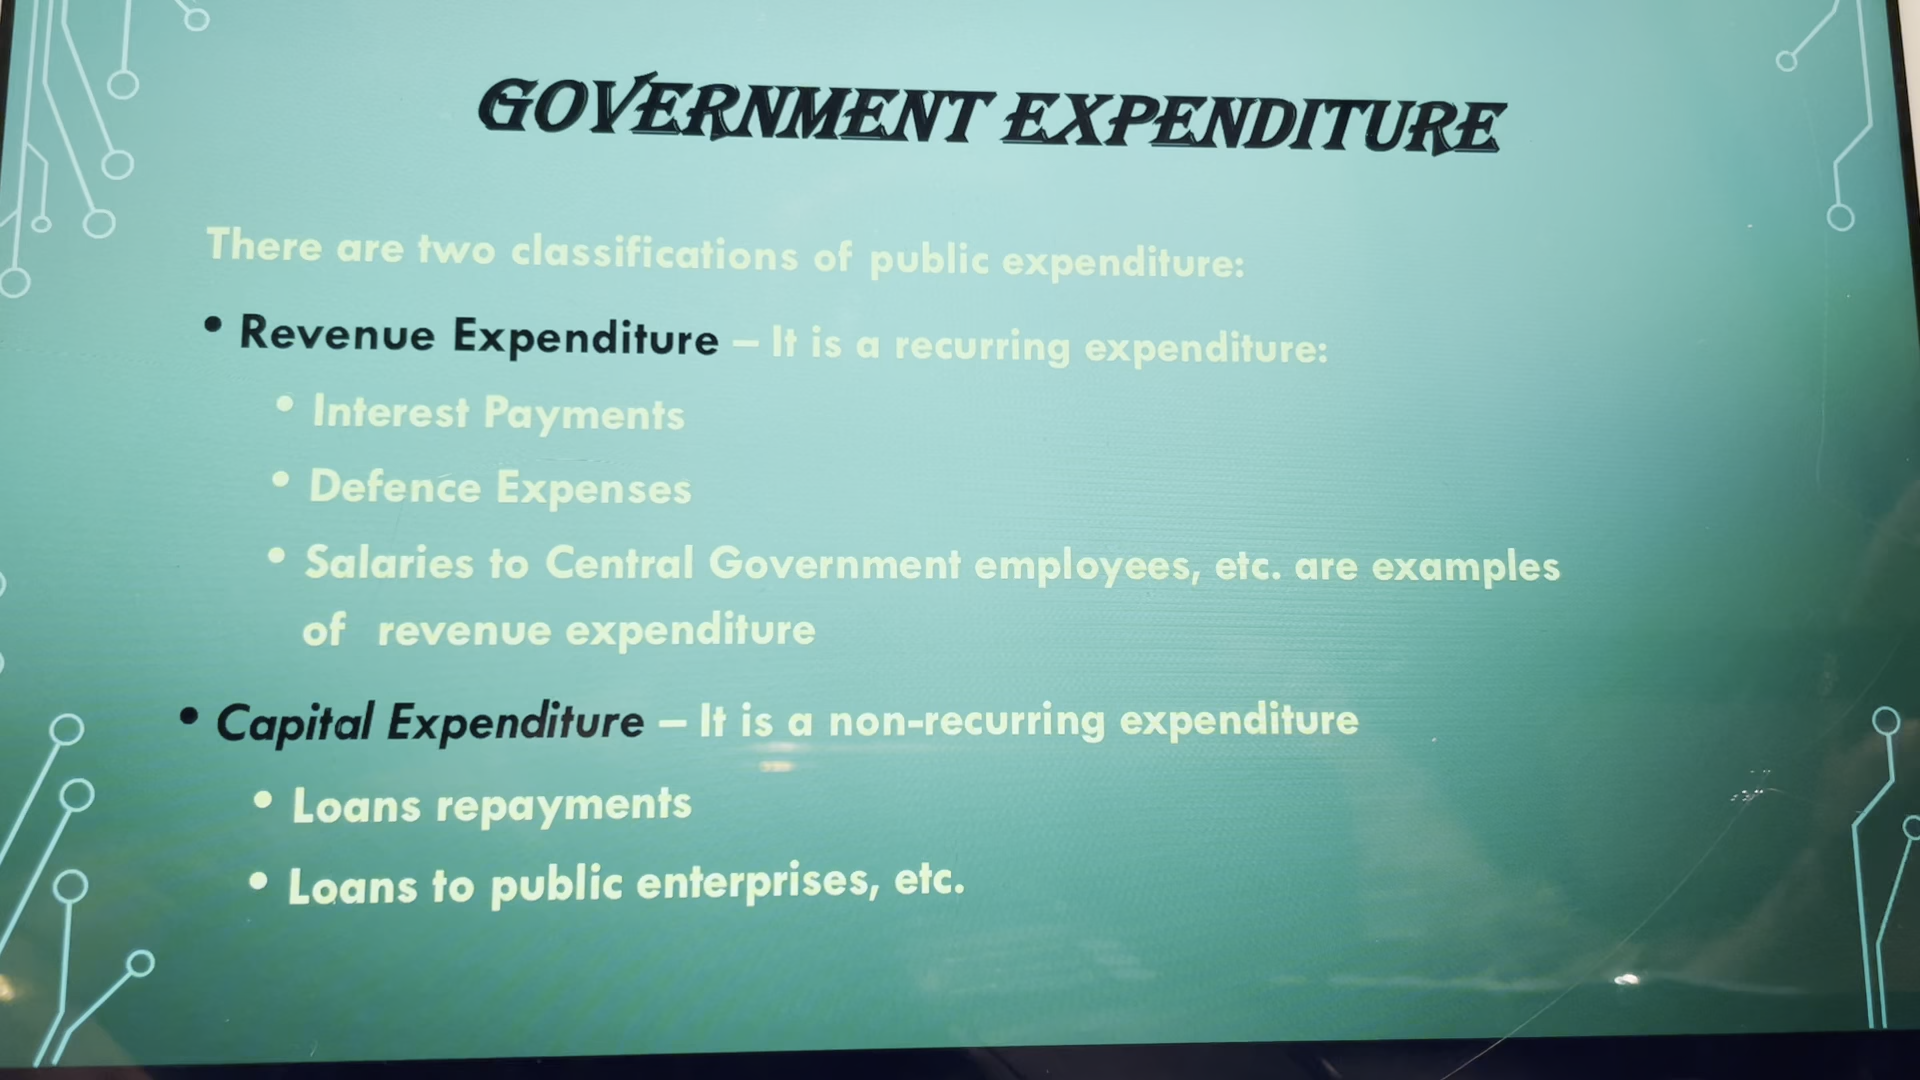 GOVERNMENT EXPENDITURE
There are two classifications of public expenditure:
• Revenue Expenditure – It is a recurring expenditure:
• Interest Payments
• Defence Expenses
• Salaries to Central Government employees, etc. are examples
of revenue expenditure
• Capital Expenditure – It is a non-recurring expenditure
• Loans repayments
• Loans to public enterprises, etc.